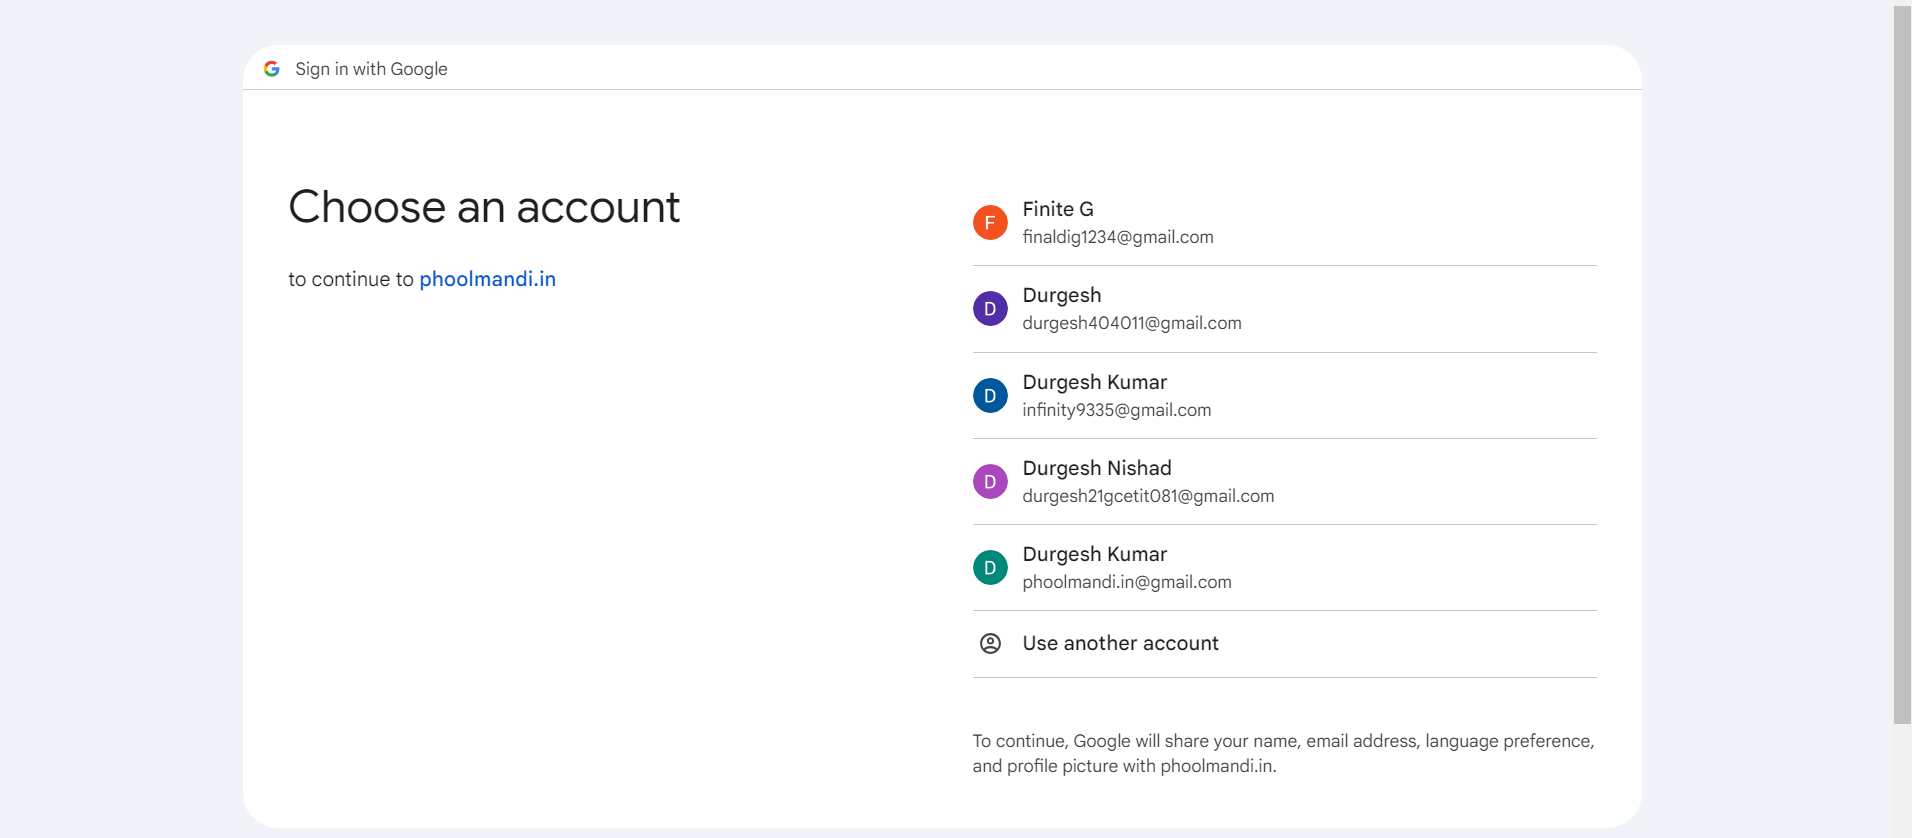 Sign in with Google
Choose an account
to continue to phoolmandi.in
F
Finite G
finaldig1234@gmail.com
D
Durgesh
durgesh404011@gmail.com
D
Durgesh Kumar
infinity9335@gmail.com
D
Durgesh Nishad
durgesh21gcetit081@gmail.com
D
Durgesh Kumar
phoolmandi.in@gmail.com
Use another account
To continue, Google will share your name, email address, language preference,
and profile picture with phoolmandi.in.